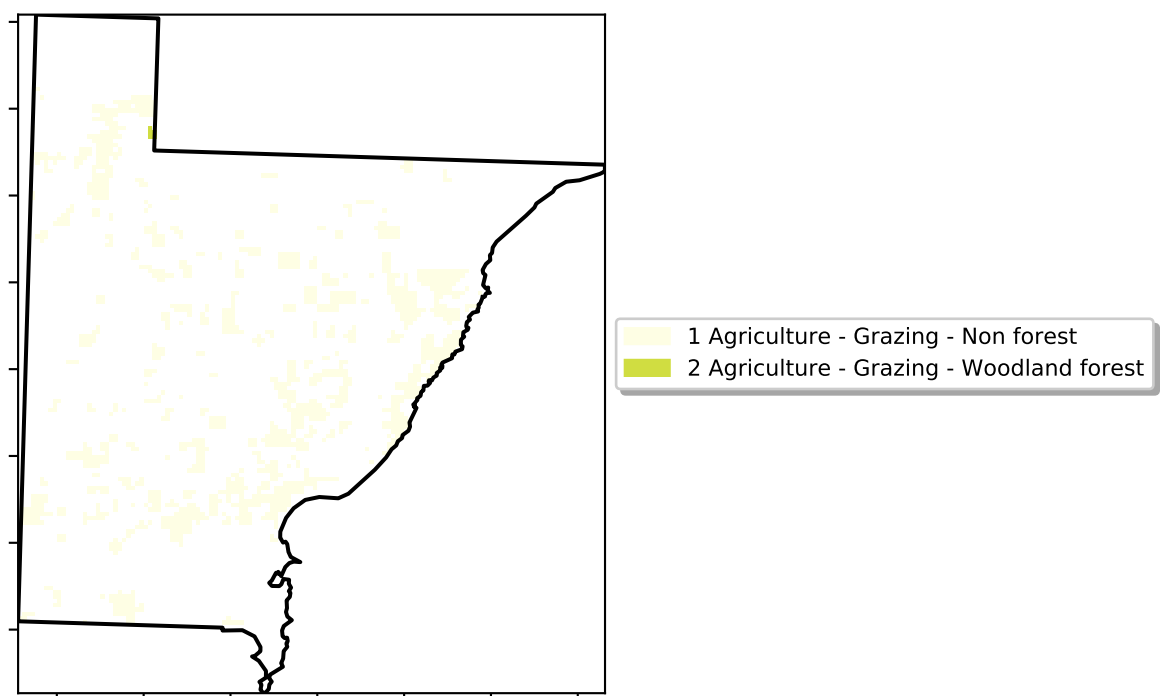 1 Agriculture - Grazing - Non forest
2 Agriculture - Grazing - Woodland forest